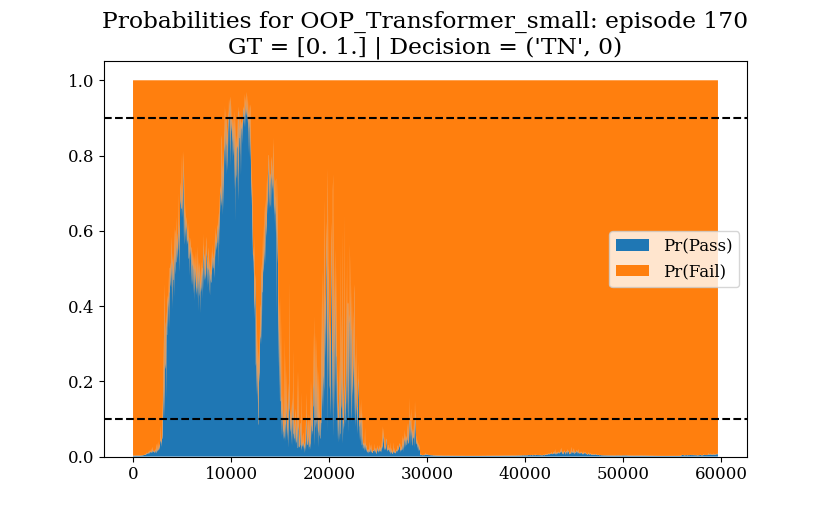 Probabilities for OOP_Transformer_small: episode 170
GT = [0. 1.] | Decision = ('TN', 0)
1.0
0.8
0.6
0.4
0.2
0.0
Pr(Pass)
Pr(Fail)
0 10000 20000 30000 40000 50000 60000